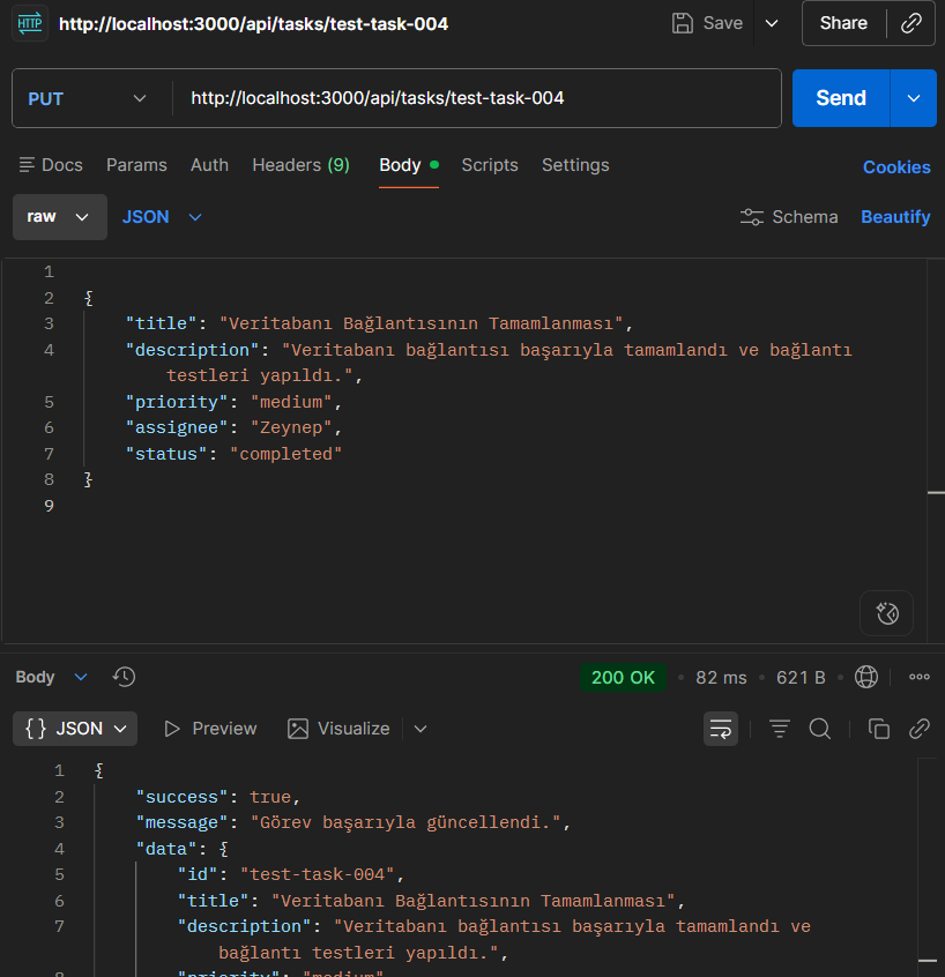 HTTP http://localhost:3000/api/tasks/test-task-004 Save Share
PUT http://localhost:3000/api/tasks/test-task-004 Send
Docs Params Auth Headers (9) Body Scripts Settings Cookies
raw JSON Schema Beautify
1
2 {
3 "title": "Veritabanı Bağlantısının Tamamlanması",
4 "description": "Veritabanı bağlantısı başarıyla tamamlandı ve bağlantı
testleri yapıldı.",
5 "priority": "medium",
6 "assignee": "Zeynep",
7 "status": "completed"
8 }
9
Body 200 OK • 82 ms • 621 B •
{} JSON Preview Visualize
1 {
2 "success": true,
3 "message": "Görev başarıyla güncellendi.",
4 "data": {
5 "id": "test-task-004",
6 "title": "Veritabanı Bağlantısının Tamamlanması",
7 "description": "Veritabanı bağlantısı başarıyla tamamlandı ve
bağlantı testleri yapıldı.",
8 "priority": "medium"